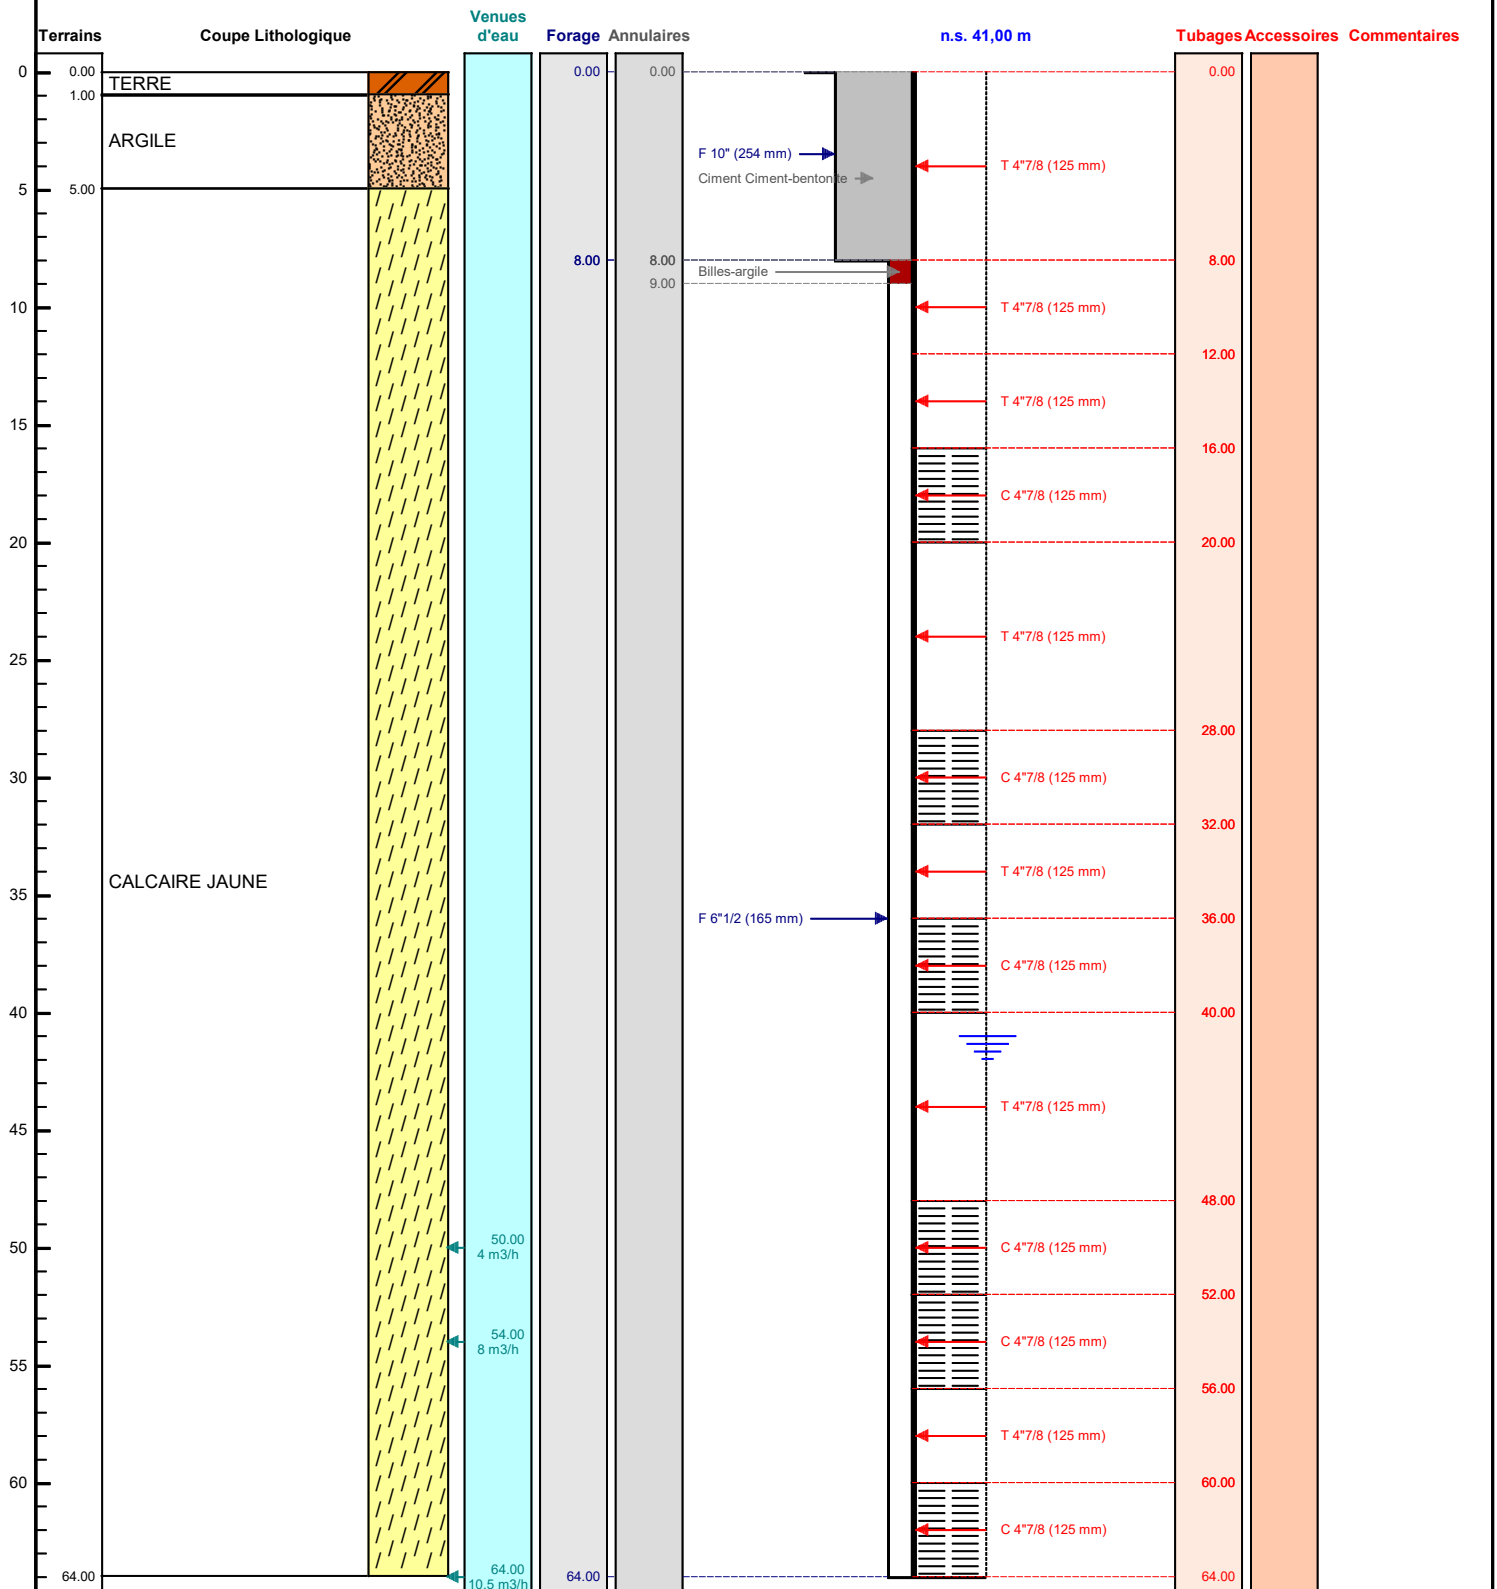 Terrains
Coupe Lithologique
Venues
d'eau
Forage
Annulaires
n.s. 41,00 m
Tubages
Accessoires
Commentaires
0
0.00
TERRE
0.00
0.00
0.00
1.00
ARGILE
F 10" (254 mm)
T 4"7/8 (125 mm)
Ciment Ciment-bentonite
5
5.00
8.00
8.00
8.00
Billes-argile
9.00
10
T 4"7/8 (125 mm)
12.00
T 4"7/8 (125 mm)
15
16.00
C 4"7/8 (125 mm)
20
20.00
T 4"7/8 (125 mm)
25
28.00
30
C 4"7/8 (125 mm)
32.00
T 4"7/8 (125 mm)
CALCAIRE JAUNE
35
F 6"1/2 (165 mm)
36.00
C 4"7/8 (125 mm)
40
40.00
T 4"7/8 (125 mm)
45
48.00
50
50.00
4 m3/h
C 4"7/8 (125 mm)
52.00
54.00
8 m3/h
C 4"7/8 (125 mm)
55
56.00
T 4"7/8 (125 mm)
60
60.00
C 4"7/8 (125 mm)
64.00
64.00
10.5 m3/h
64.00
64.00